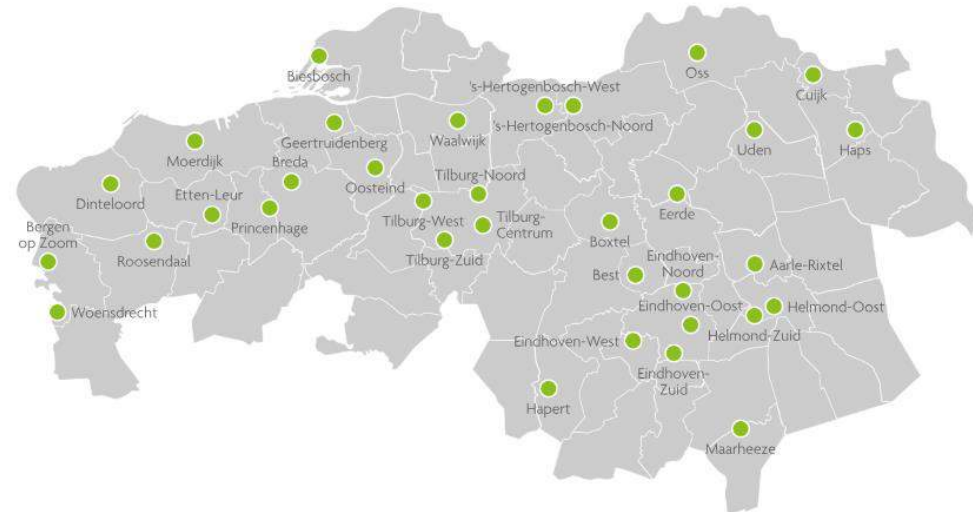 Biesbosch
Oss
's-Hertogenbosch-West
Cuijk
's-Hertogenbosch-Noord
Geertruidenberg
Waalwijk
Uden
Haps
Moerdijk
Breda
Oosteind
Tilburg-Noord
Dinteloord
Etten-Leur
Princenhage
Tilburg-West
Tilburg-
Centrum
Eerde
Boxtel
Bergen
op Zoom
Roosendaal
Tilburg-Zuid
Eindhoven-
Noord
Best
Aarle-Rixtel
Woensdrecht
Eindhoven-Oost
Helmond-Oost
Helmond-Zuid
Eindhoven-West
Eindhoven-
Zuid
Hapert
Maarheeze